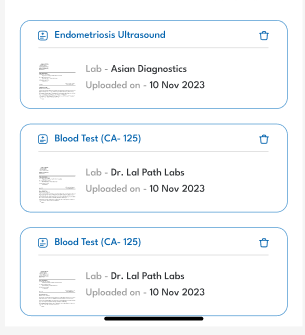 Endometriosis Ultrasound
Lab - Asian Diagnostics
Uploaded on - 10 Nov 2023
Blood Test (CA- 125)
Lab - Dr. Lal Path Labs
Uploaded on - 10 Nov 2023
Blood Test (CA- 125)
Lab - Dr. Lal Path Labs
Uploaded on - 10 Nov 2023